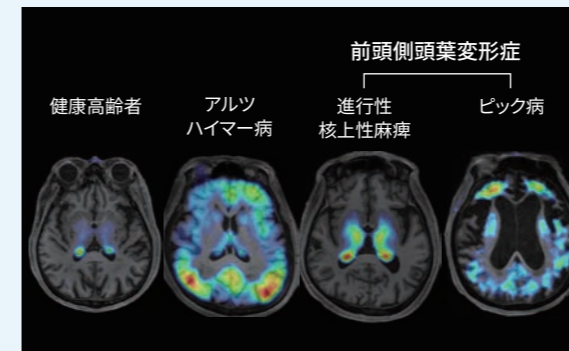 前頭側頭葉変形症
健康高齢者
アルツ
ハイマー病
進行性
核上性麻痺
ピック病